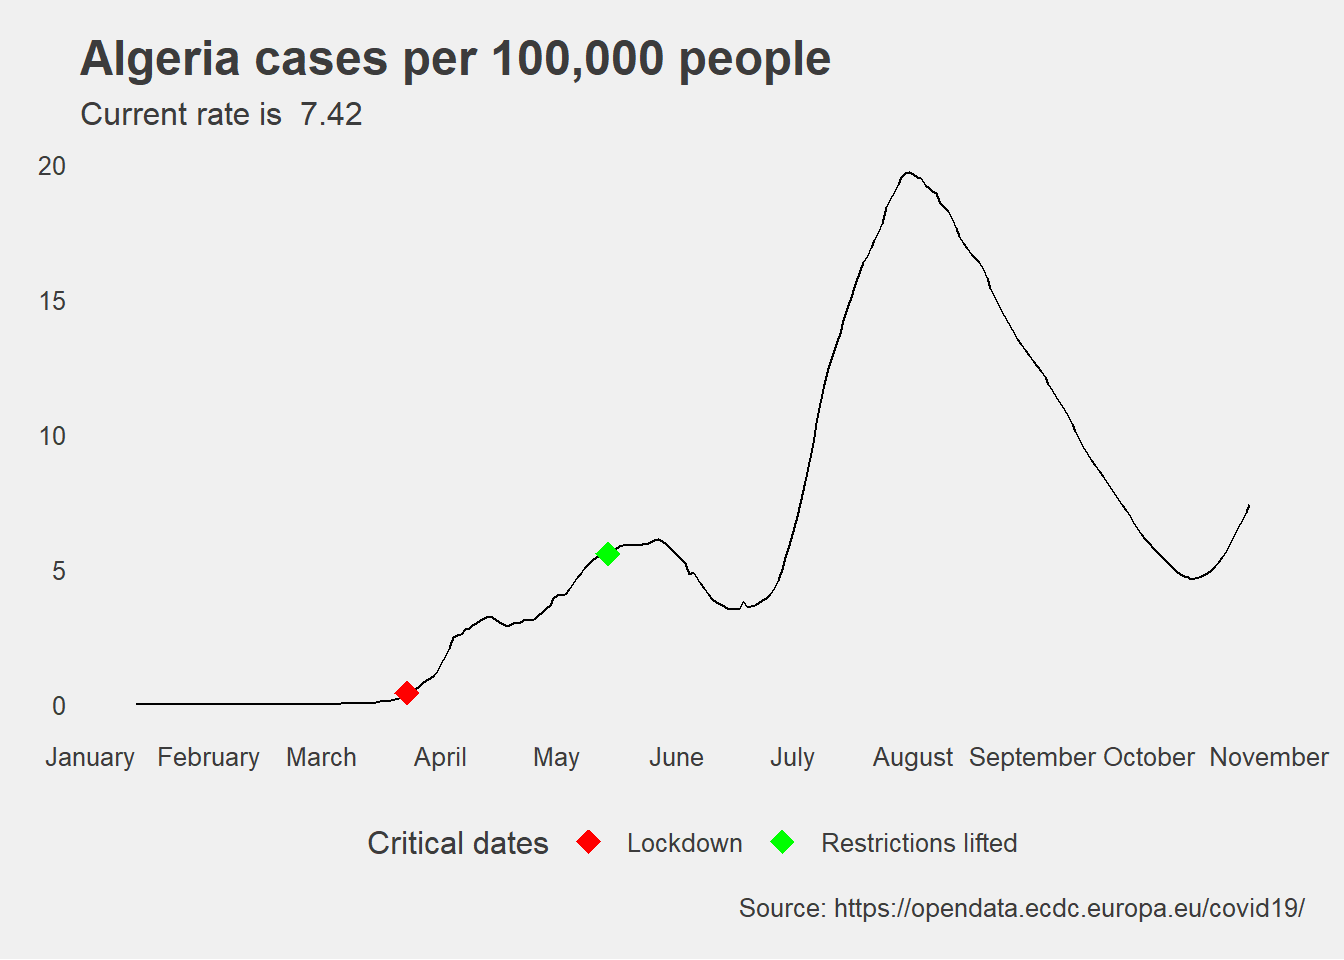 Algeria cases per 100,000 people
Current rate is  7.42
20
15
10
5
0
January February March April May June July August September October November
Critical dates Lockdown Restrictions lifted
Source: https://opendata.ecdc.europa.eu/covid19/